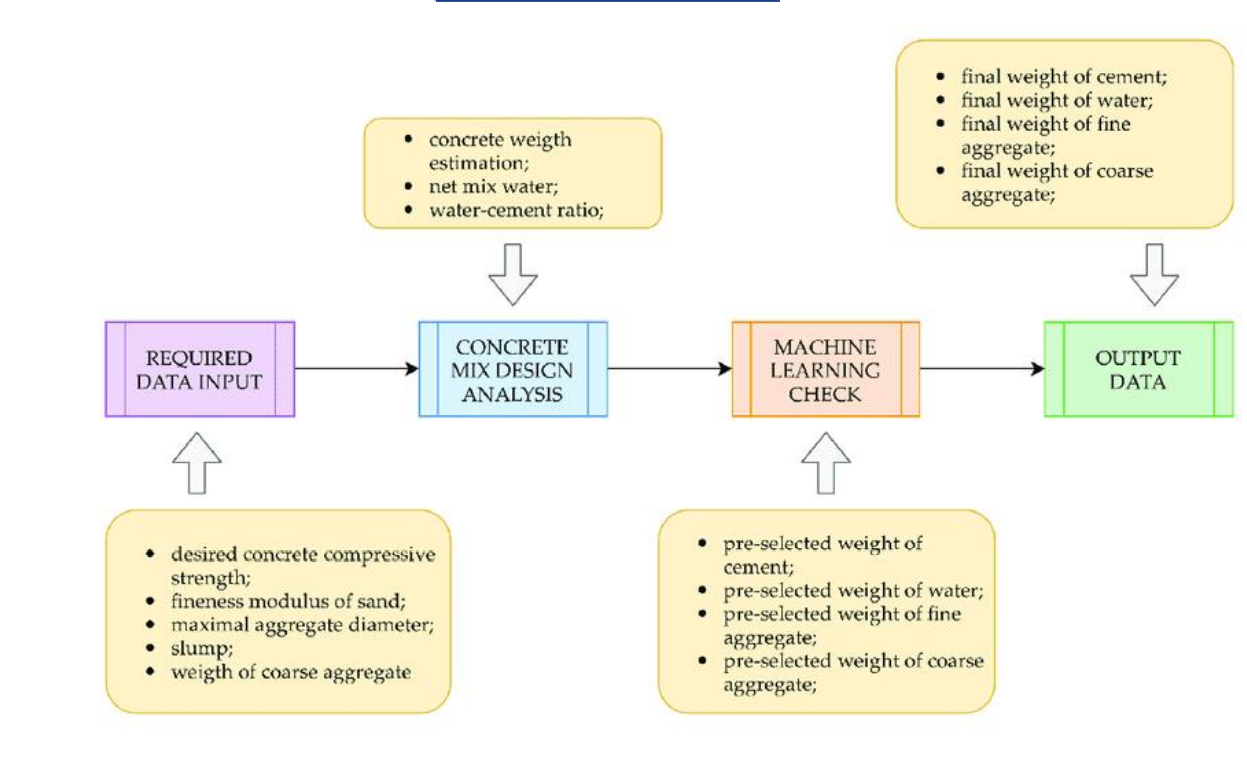 • final weight of cement;
• final weight of water;
• final weight of fine
aggregate;
• final weight of coarse
aggregate;
• concrete weigth
estimation;
• net mix water;
• water-cement ratio;
REQUIRED
DATA INPUT
CONCRETE
MIX DESIGN
ANALYSIS
MACHINE
LEARNING
CHECK
OUTPUT
DATA
• desired concrete compressive
strength;
• fineness modulus of sand;
• maximal aggregate diameter;
• slump;
• weigth of coarse aggregate
• pre-selected weight of
cement;
• pre-selected weight of water;
• pre-selected weight of fine
aggregate;
• pre-selected weight of coarse
aggregate;